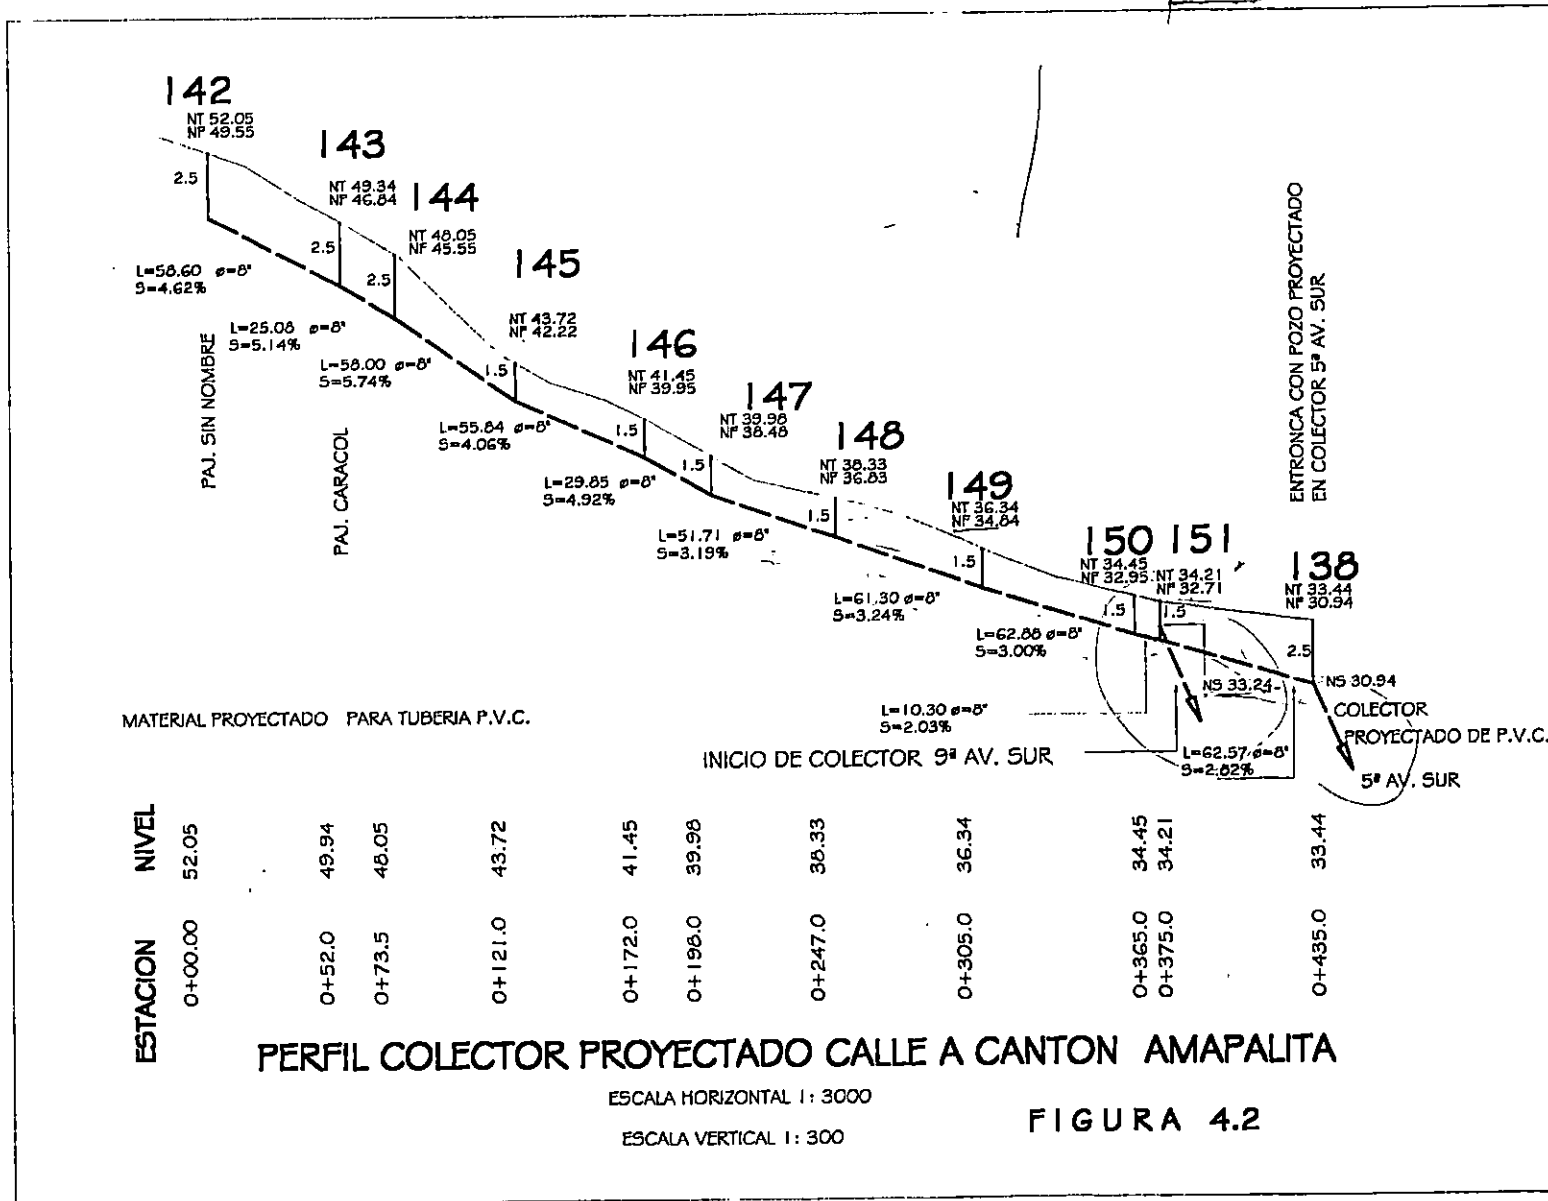 142
NT 52.05
NF 49.55
2.5
143
NT 49.34
NF 46.84
2.5
144
NT 48.05
NF 45.55
2.5
145
NT 43.72
NF 42.22
1.5
146
NT 41.45
NF 39.95
1.5
147
NT 39.98
NF 38.48
1.5
148
NT 38.33
NF 36.83
1.5
149
NT 36.34
NF 34.84
1.5
150
NT 34.45
NF 32.95
1.5
151
NT 34.21
NF 32.71
1.5
138
NT 33.44
NF 30.94
2.5
L=58.60 ø=8"
S=4.62%
L=25.08 ø=8"
S=5.14%
L=58.00 ø=8"
S=5.74%
L=55.84 ø=8"
S=4.06%
L=29.85 ø=8"
S=4.92%
L=51.71 ø=8"
S=3.19%
L=61.30 ø=8"
S=3.24%
L=62.88 ø=8"
S=3.00%
L=10.30 ø=8"
S=2.03%
L=62.57 ø=8"
S=2.82%
PAJ. SIN NOMBRE
PAJ. CARACOL
ENTRONCA CON POZO PROYECTADO
EN COLECTOR 5ª AV. SUR
NS 33.24
NS 30.94
COLECTOR
PROYECTADO DE P.V.C.
5ª AV. SUR
MATERIAL PROYECTADO PARA TUBERIA P.V.C.
INICIO DE COLECTOR 9ª AV. SUR
NIVEL
52.05
49.94
48.05
43.72
41.45
39.98
38.33
36.34
34.45
34.21
33.44
ESTACION
0+00.00
0+52.0
0+73.5
0+121.0
0+172.0
0+198.0
0+247.0
0+305.0
0+365.0
0+375.0
0+435.0
PERFIL COLECTOR PROYECTADO CALLE A CANTON AMAPALITA
ESCALA HORIZONTAL 1: 3000
ESCALA VERTICAL 1: 300
FIGURA 4.2